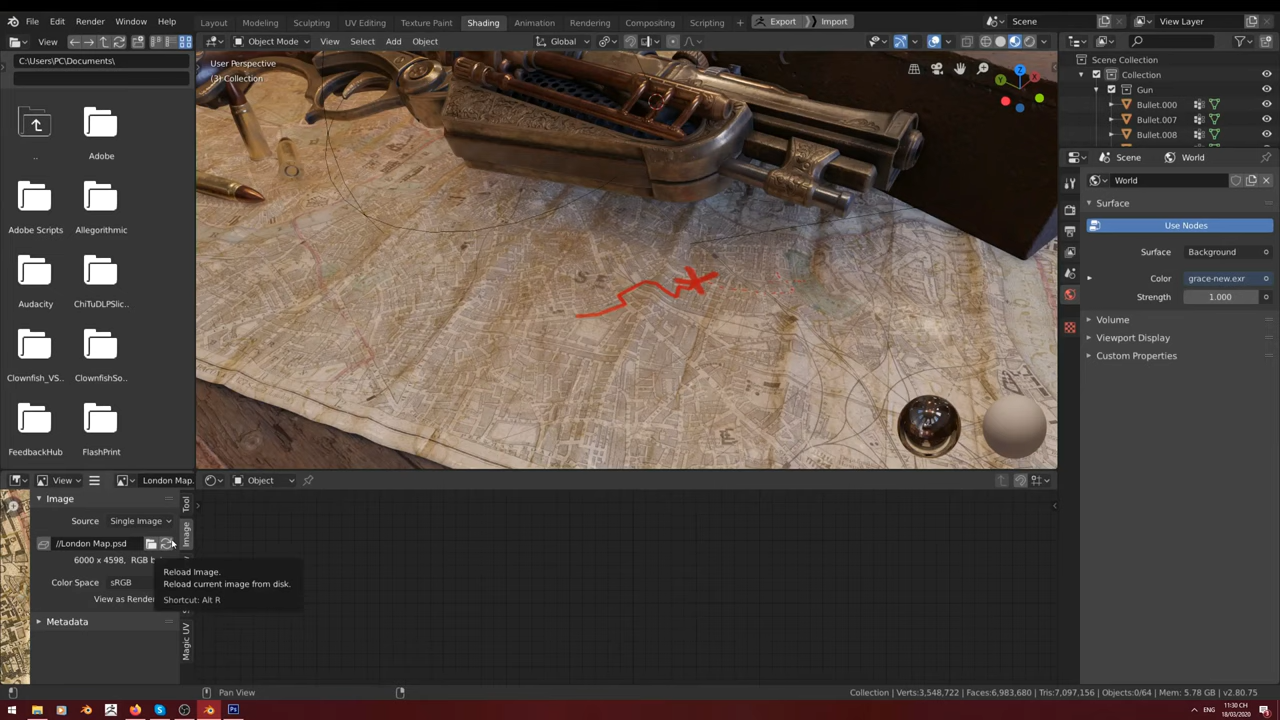 File Edit Render Window Help Layout Modeling Sculpting UV Editing Texture Paint Shading Animation Rendering Compositing Scripting + Export Import Scene View Layer
View Object Mode View Select Add Object Global
C:\Users\PC\Documents\
User Perspective
(3) Collection
Scene Collection
Collection
Gun
Bullet.000
Bullet.007
Bullet.008
.. Adobe
Adobe Scripts Allegorithmic
Audacity ChiTuDLPSlic..
Clownfish_VS.. ClownfishSo..
FeedbackHub FlashPrint
Scene World
World
Surface
Use Nodes
Surface Background
Color grace-new.exr
Strength 1.000
Volume
Viewport Display
Custom Properties
View London Map. Object
Image
Source Single Image
//London Map.psd
6000 x 4598, RGB b
Color Space sRGB
View as Render
Metadata
Tool
Image
Magic UV
Reload Image.
Reload current image from disk.
Shortcut: Alt R
Pan View
Collection | Verts:3,548,722 | Faces:6,983,680 | Tris:7,097,156 | Objects:0/64 | Mem: 5.78 GB | v2.80.75
ENG 11:30 CH
18/03/2020